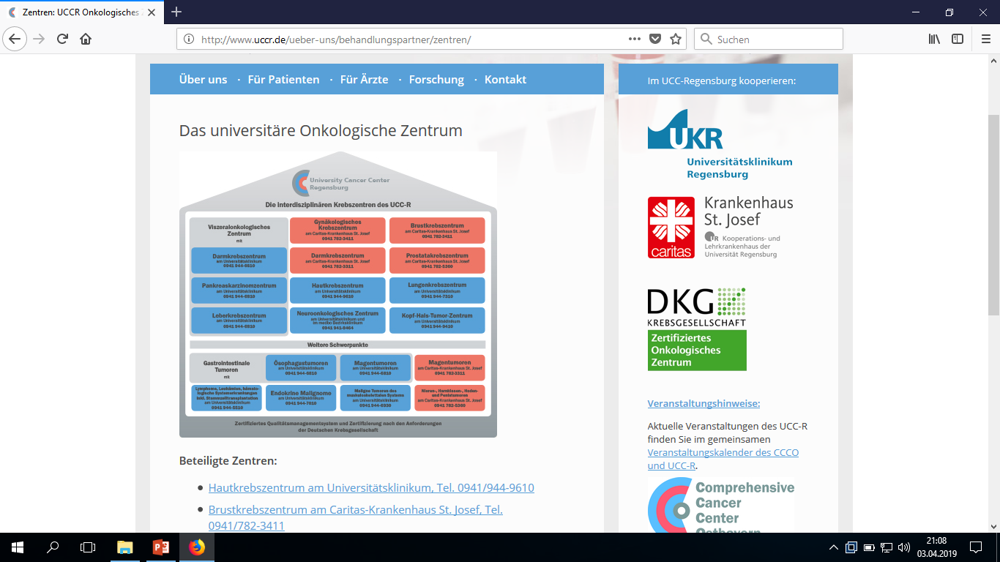 Zentren: UCCR Onkologisches
http://www.uccr.de/ueber-uns/behandlungspartner/zentren/
Suchen
Über uns · Für Patienten · Für Ärzte · Forschung · Kontakt
Das universitäre Onkologische Zentrum
University Cancer Center
Regensburg
Die interdisziplinären Krebszentren des UCC-R
Viszeralonkologisches
Zentrum
mit
Gynäkologisches
Krebszentrum
am Caritas-Krankenhaus St. Josef
0941 782-3411
Brustkrebszentrum
am Caritas-Krankenhaus St. Josef
0941 782-3411
Darmkrebszentrum
am Universitätsklinikum
0941 944-6810
Darmkrebszentrum
am Caritas-Krankenhaus St. Josef
0941 782-3311
Prostatakrebszentrum
am Caritas-Krankenhaus St. Josef
0941 782-5360
Pankreaskarzinomzentrum
am Universitätsklinikum
0941 944-6810
Hautkrebszentrum
am Universitätsklinikum
0941 944-9610
Lungenkrebszentrum
am Universitätsklinikum
0941 944-7310
Leberkrebszentrum
am Universitätsklinikum
0941 944-6810
Neuroonkologisches Zentrum
am Universitätsklinikum und
im medbo Bezirksklinikum
Kopf-Hals-Tumor-Zentrum
am Universitätsklinikum
0941 944-9410
Weitere Schwerpunkte
Gastrointestinale
Tumoren
mit
Ösophagustumoren
am Universitätsklinikum
0941 944-6810
Magentumoren
am Universitätsklinikum
0941 944-6810
Magentumoren
am Caritas-Krankenhaus St. Josef
0941 782-3311
Lymphome, Leukämien, hämato-
logische Systemerkrankungen
inkl. Stammzelltransplantation
am Universitätsklinikum
Endokrine Malignome
am Universitätsklinikum
0941 944-7010
Maligne Tumoren des
muskuloskelettalen Systems
am Universitätsklinikum
Nieren-, Harnblasen-, Hoden-
und Penistumoren
am Caritas-Krankenhaus St. Josef
0941 782-5360
Zertifiziertes Qualitätsmanagementsystem und Zertifizierung nach den Anforderungen
der Deutschen Krebsgesellschaft
Beteiligte Zentren:
Hautkrebszentrum am Universitätsklinikum, Tel. 0941/944-9610
Brustkrebszentrum am Caritas-Krankenhaus St. Josef, Tel.
0941/782-3411
Im UCC-Regensburg kooperieren:
UKR
Universitätsklinikum
Regensburg
caritas
Krankenhaus
St. Josef
UR Kooperations- und
Lehrkrankenhaus der
Universität Regensburg
DKG
KREBSGESELLSCHAFT
Zertifiziertes
Onkologisches
Zentrum
Veranstaltungshinweise:
Aktuelle Veranstaltungen des UCC-R
finden Sie im gemeinsamen
Veranstaltungskalender des CCCO
und UCC-R.
Comprehensive
Cancer
Center
Ostbayern
21:08
03.04.2019